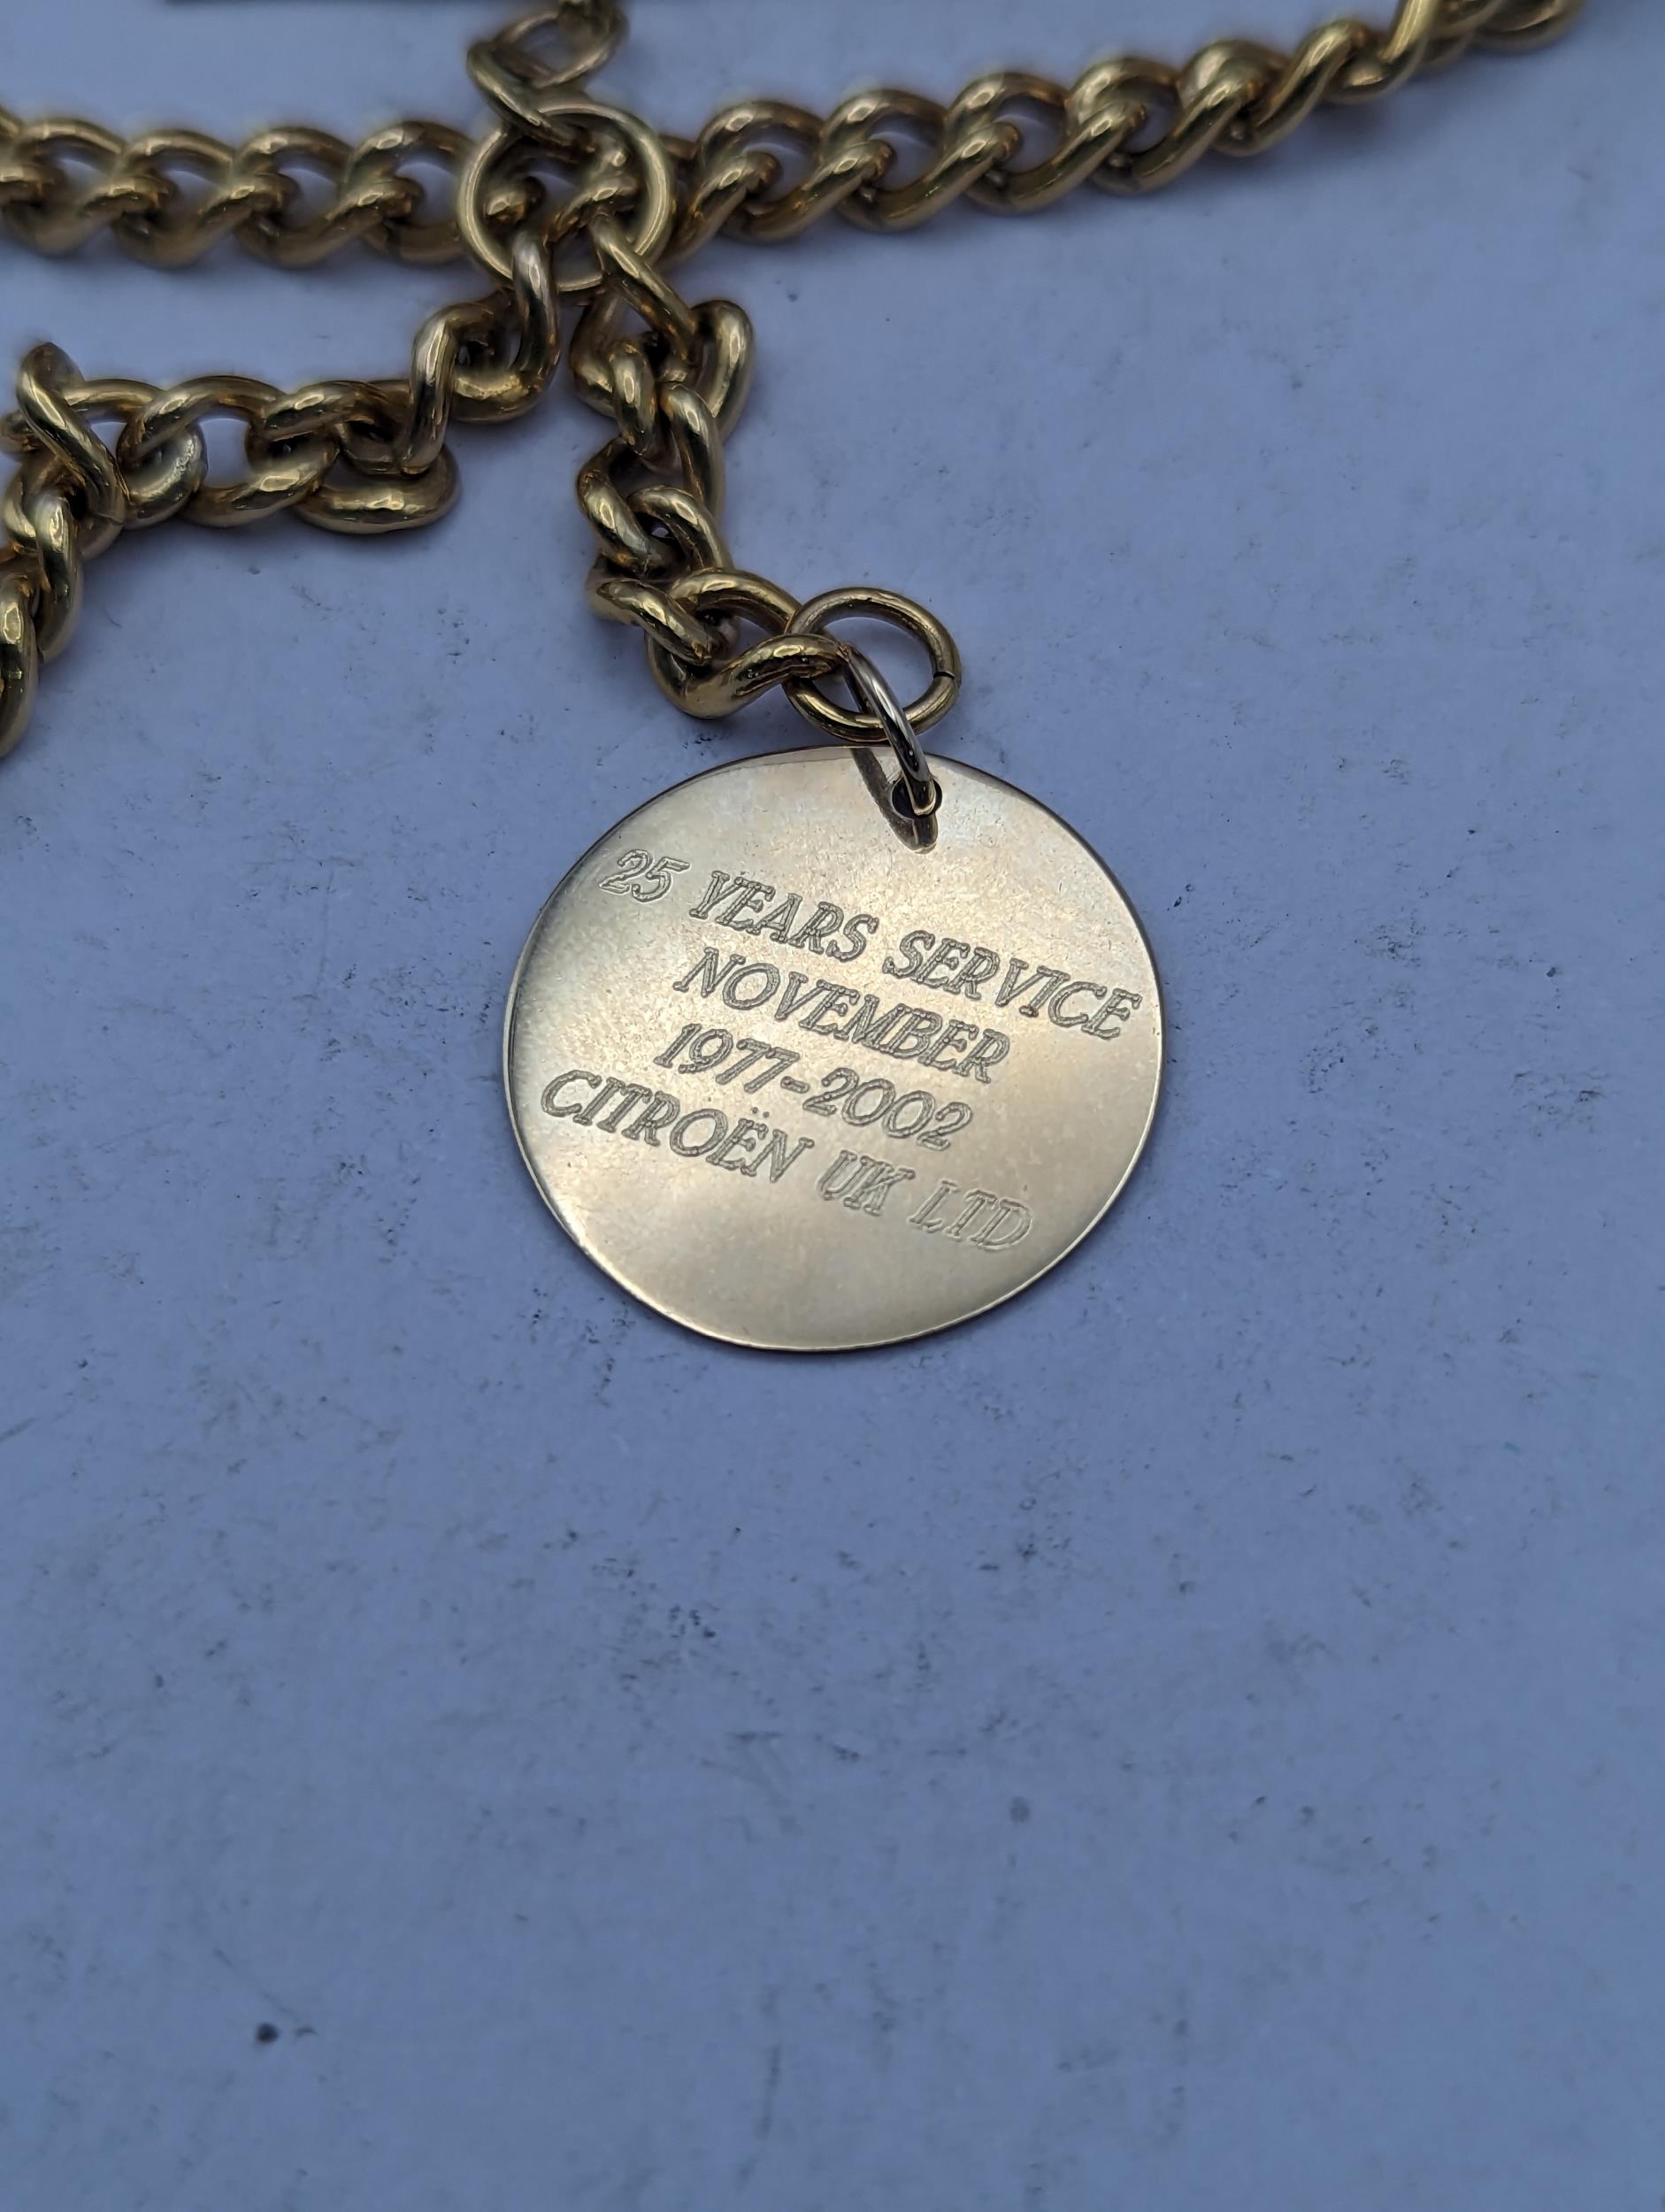 25 YEARS SERVICE
NOVEMBER
1977-2002
CITROËN UK LTD